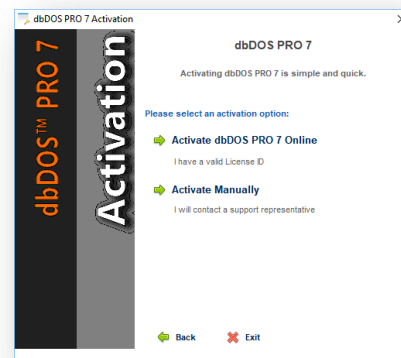 dbDOS PRO 7 Activation
dbDOS™ PRO 7
Activation
dbDOS PRO 7
Activating dbDOS PRO 7 is simple and quick.
Please select an activation option:
Activate dbDOS PRO 7 Online
I have a valid License ID
Activate Manually
I will contact a support representative
Back
Exit